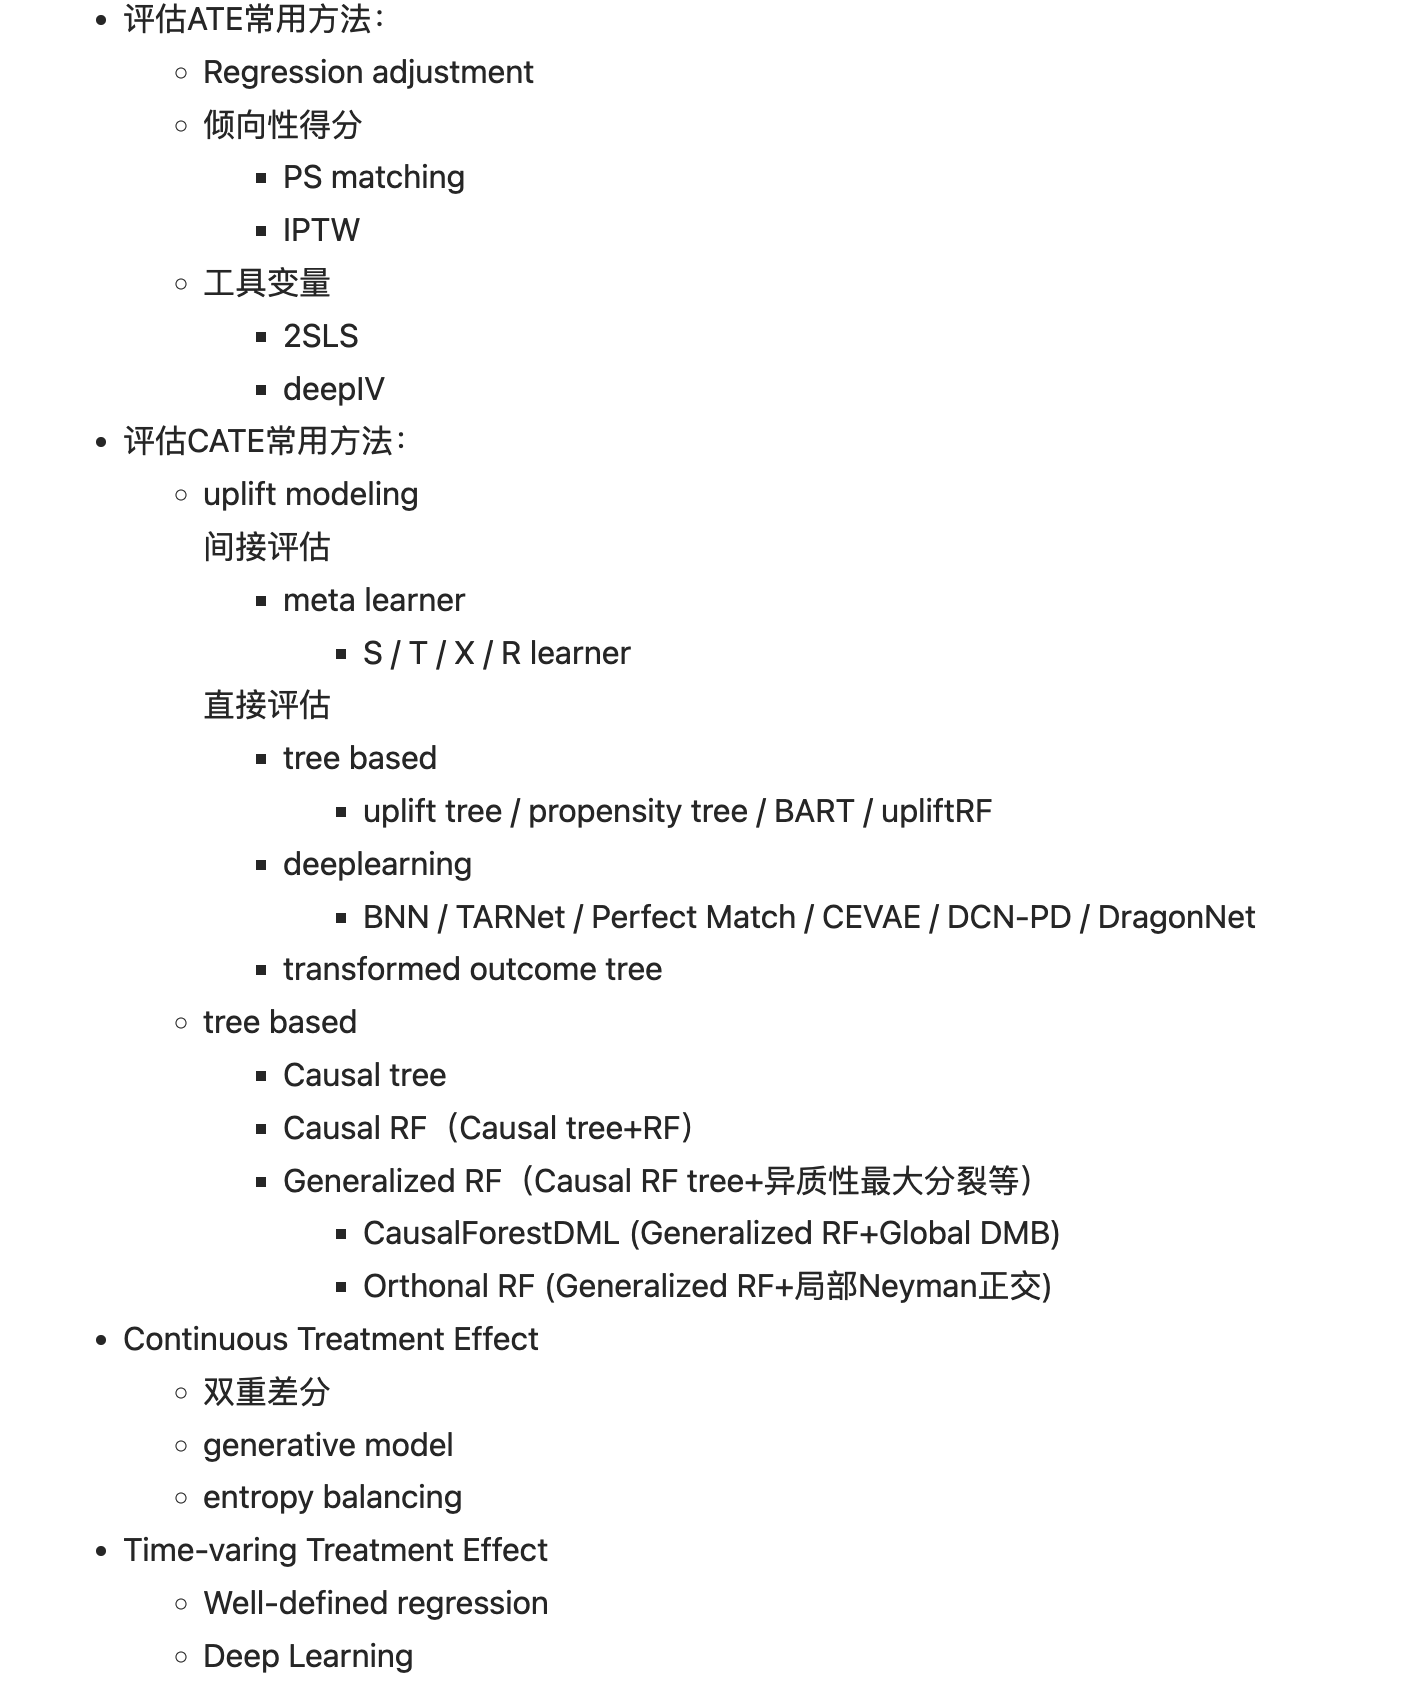 评估ATE常用方法：
Regression adjustment
倾向性得分
PS matching
IPTW
工具变量
2SLS
deepIV
评估CATE常用方法：
uplift modeling
间接评估
meta learner
S / T / X / R learner
直接评估
tree based
uplift tree / propensity tree / BART / upliftRF
deeplearning
BNN / TARNet / Perfect Match / CEVAE / DCN-PD / DragonNet
transformed outcome tree
tree based
Causal tree
Causal RF（Causal tree+RF）
Generalized RF（Causal RF tree+异质性最大分裂等）
CausalForestDML (Generalized RF+Global DMB)
Orthonal RF (Generalized RF+局部Neyman正交)
Continuous Treatment Effect
双重差分
generative model
entropy balancing
Time-varing Treatment Effect
Well-defined regression
Deep Learning